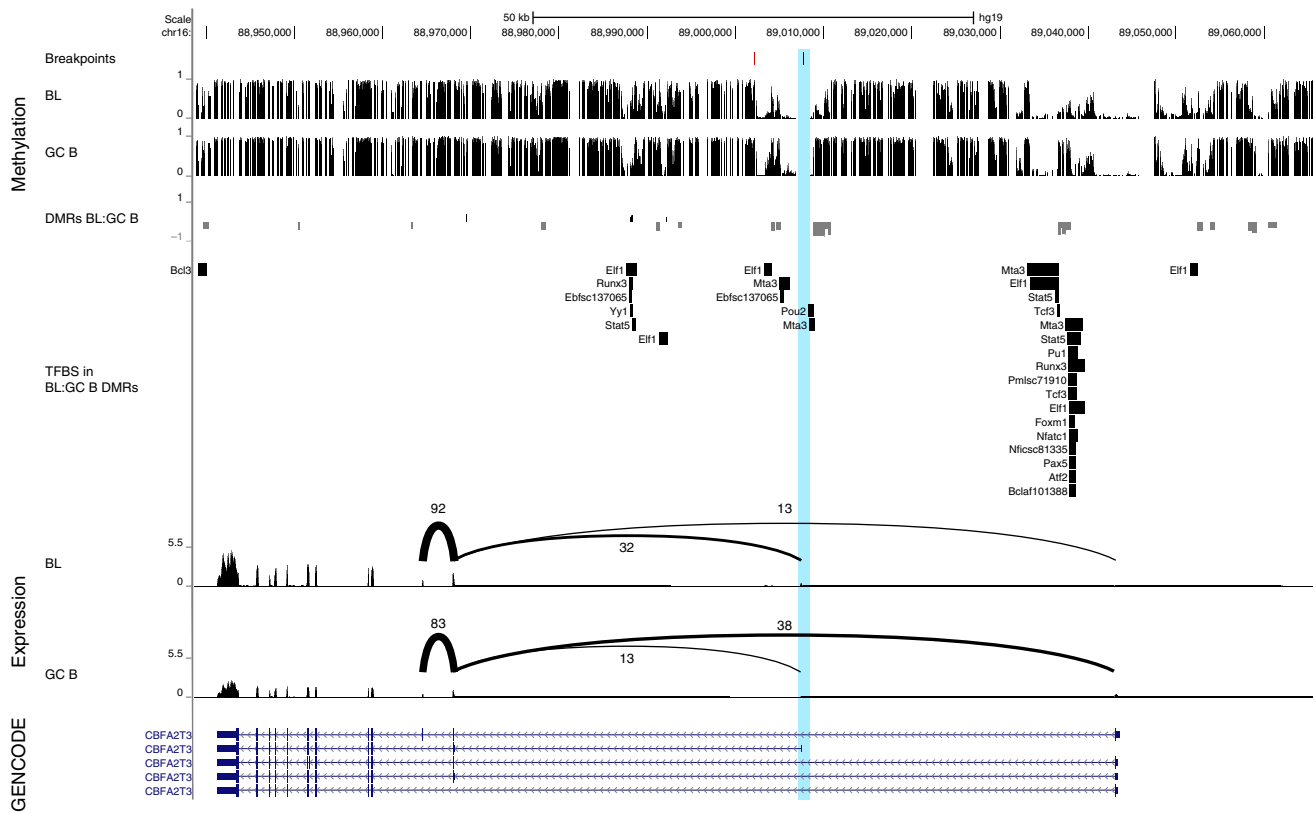 Scale
50 kb
hg19
chr16:
88,950,000
88,960,000
88,970,000
88,980,000
88,990,000
89,000,000
89,010,000
89,020,000
89,030,000
89,040,000
89,050,000
89,060,000
Breakpoints
Methylation
BL
1
0
GC B
1
0
DMRs BL:GC B
1
−1
TFBS in
BL:GC B DMRs
Bcl3
Elf1
Runx3
Ebfsc137065
Yy1
Stat5
Elf1
Elf1
Mta3
Ebfsc137065
Pou2
Mta3
Mta3
Elf1
Stat5
Tcf3
Mta3
Stat5
Pu1
Runx3
Pmlsc71910
Tcf3
Elf1
Foxm1
Nfatc1
Nficsc81335
Pax5
Atf2
Bclaf101388
Elf1
Expression
BL
5.5
0
92
32
13
GC B
5.5
0
83
13
38
GENCODE
CBFA2T3
CBFA2T3
CBFA2T3
CBFA2T3
CBFA2T3